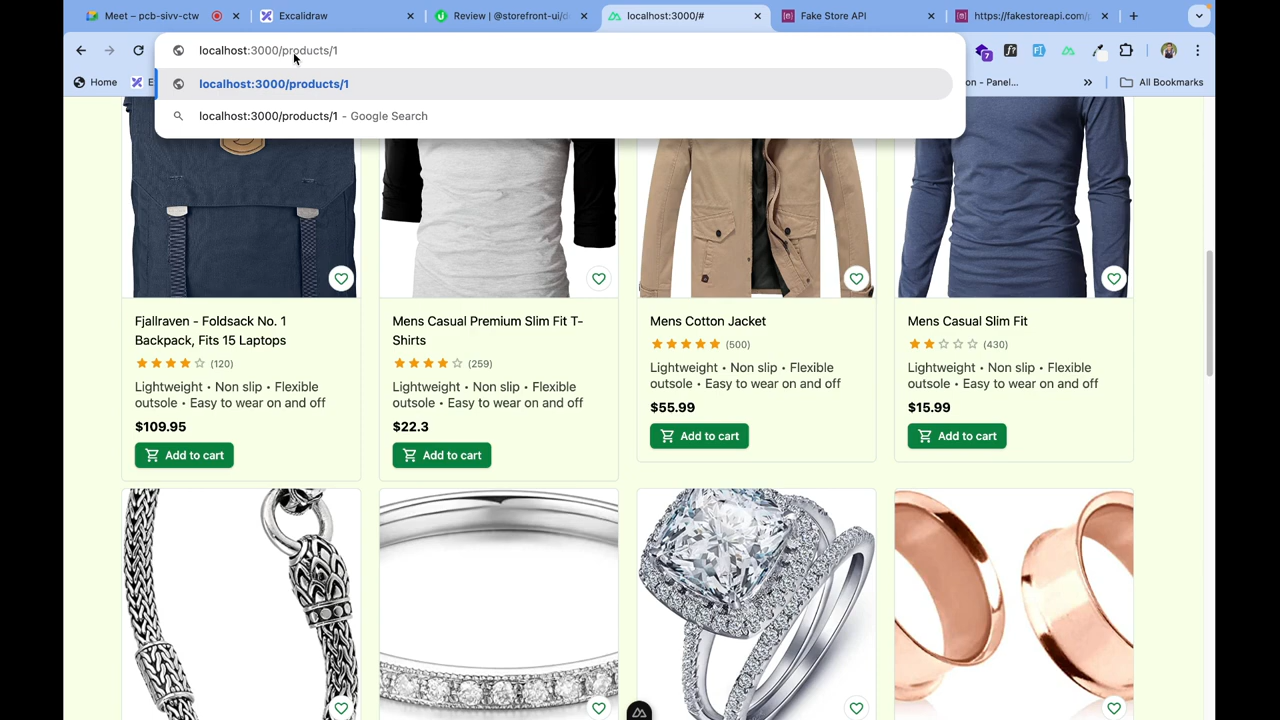 Meet – pcb-sivv-ctw
Excalidraw
Review | @storefront-ui/d
localhost:3000/#
Fake Store API
https://fakestoreapi.com/
localhost:3000/products/1
7
Home
E
on - Panel...
All Bookmarks
localhost:3000/products/1
localhost:3000/products/1 - Google Search
Fjallraven - Foldsack No. 1
Backpack, Fits 15 Laptops
(120)
Lightweight • Non slip • Flexible
outsole • Easy to wear on and off
$109.95
Add to cart
Mens Casual Premium Slim Fit T-
Shirts
(259)
Lightweight • Non slip • Flexible
outsole • Easy to wear on and off
$22.3
Add to cart
Mens Cotton Jacket
(500)
Lightweight • Non slip • Flexible
outsole • Easy to wear on and off
$55.99
Add to cart
Mens Casual Slim Fit
(430)
Lightweight • Non slip • Flexible
outsole • Easy to wear on and off
$15.99
Add to cart